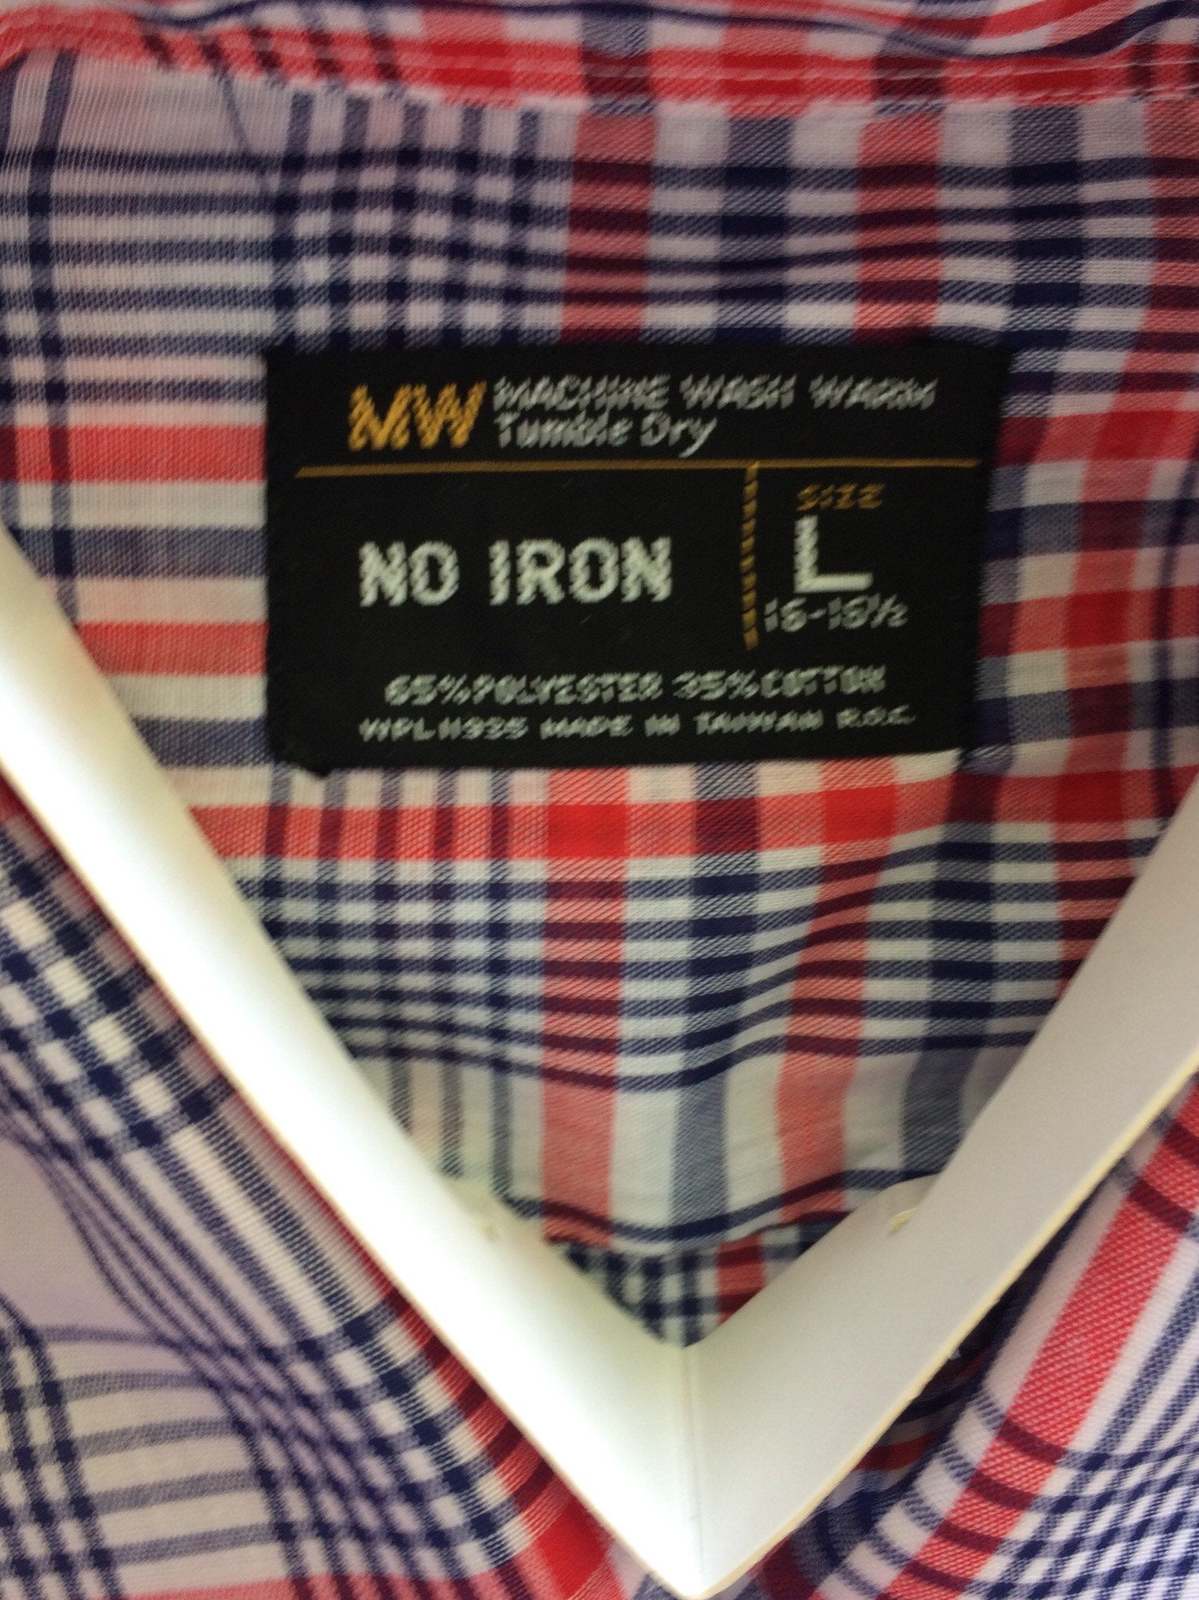 MW MACHINE WASH WARM
Tumble Dry
NO IRON
SIZE
L
16-16½
65% POLYESTER 35% COTTON
WPL 11935 MADE IN TAIWAN R.O.C.